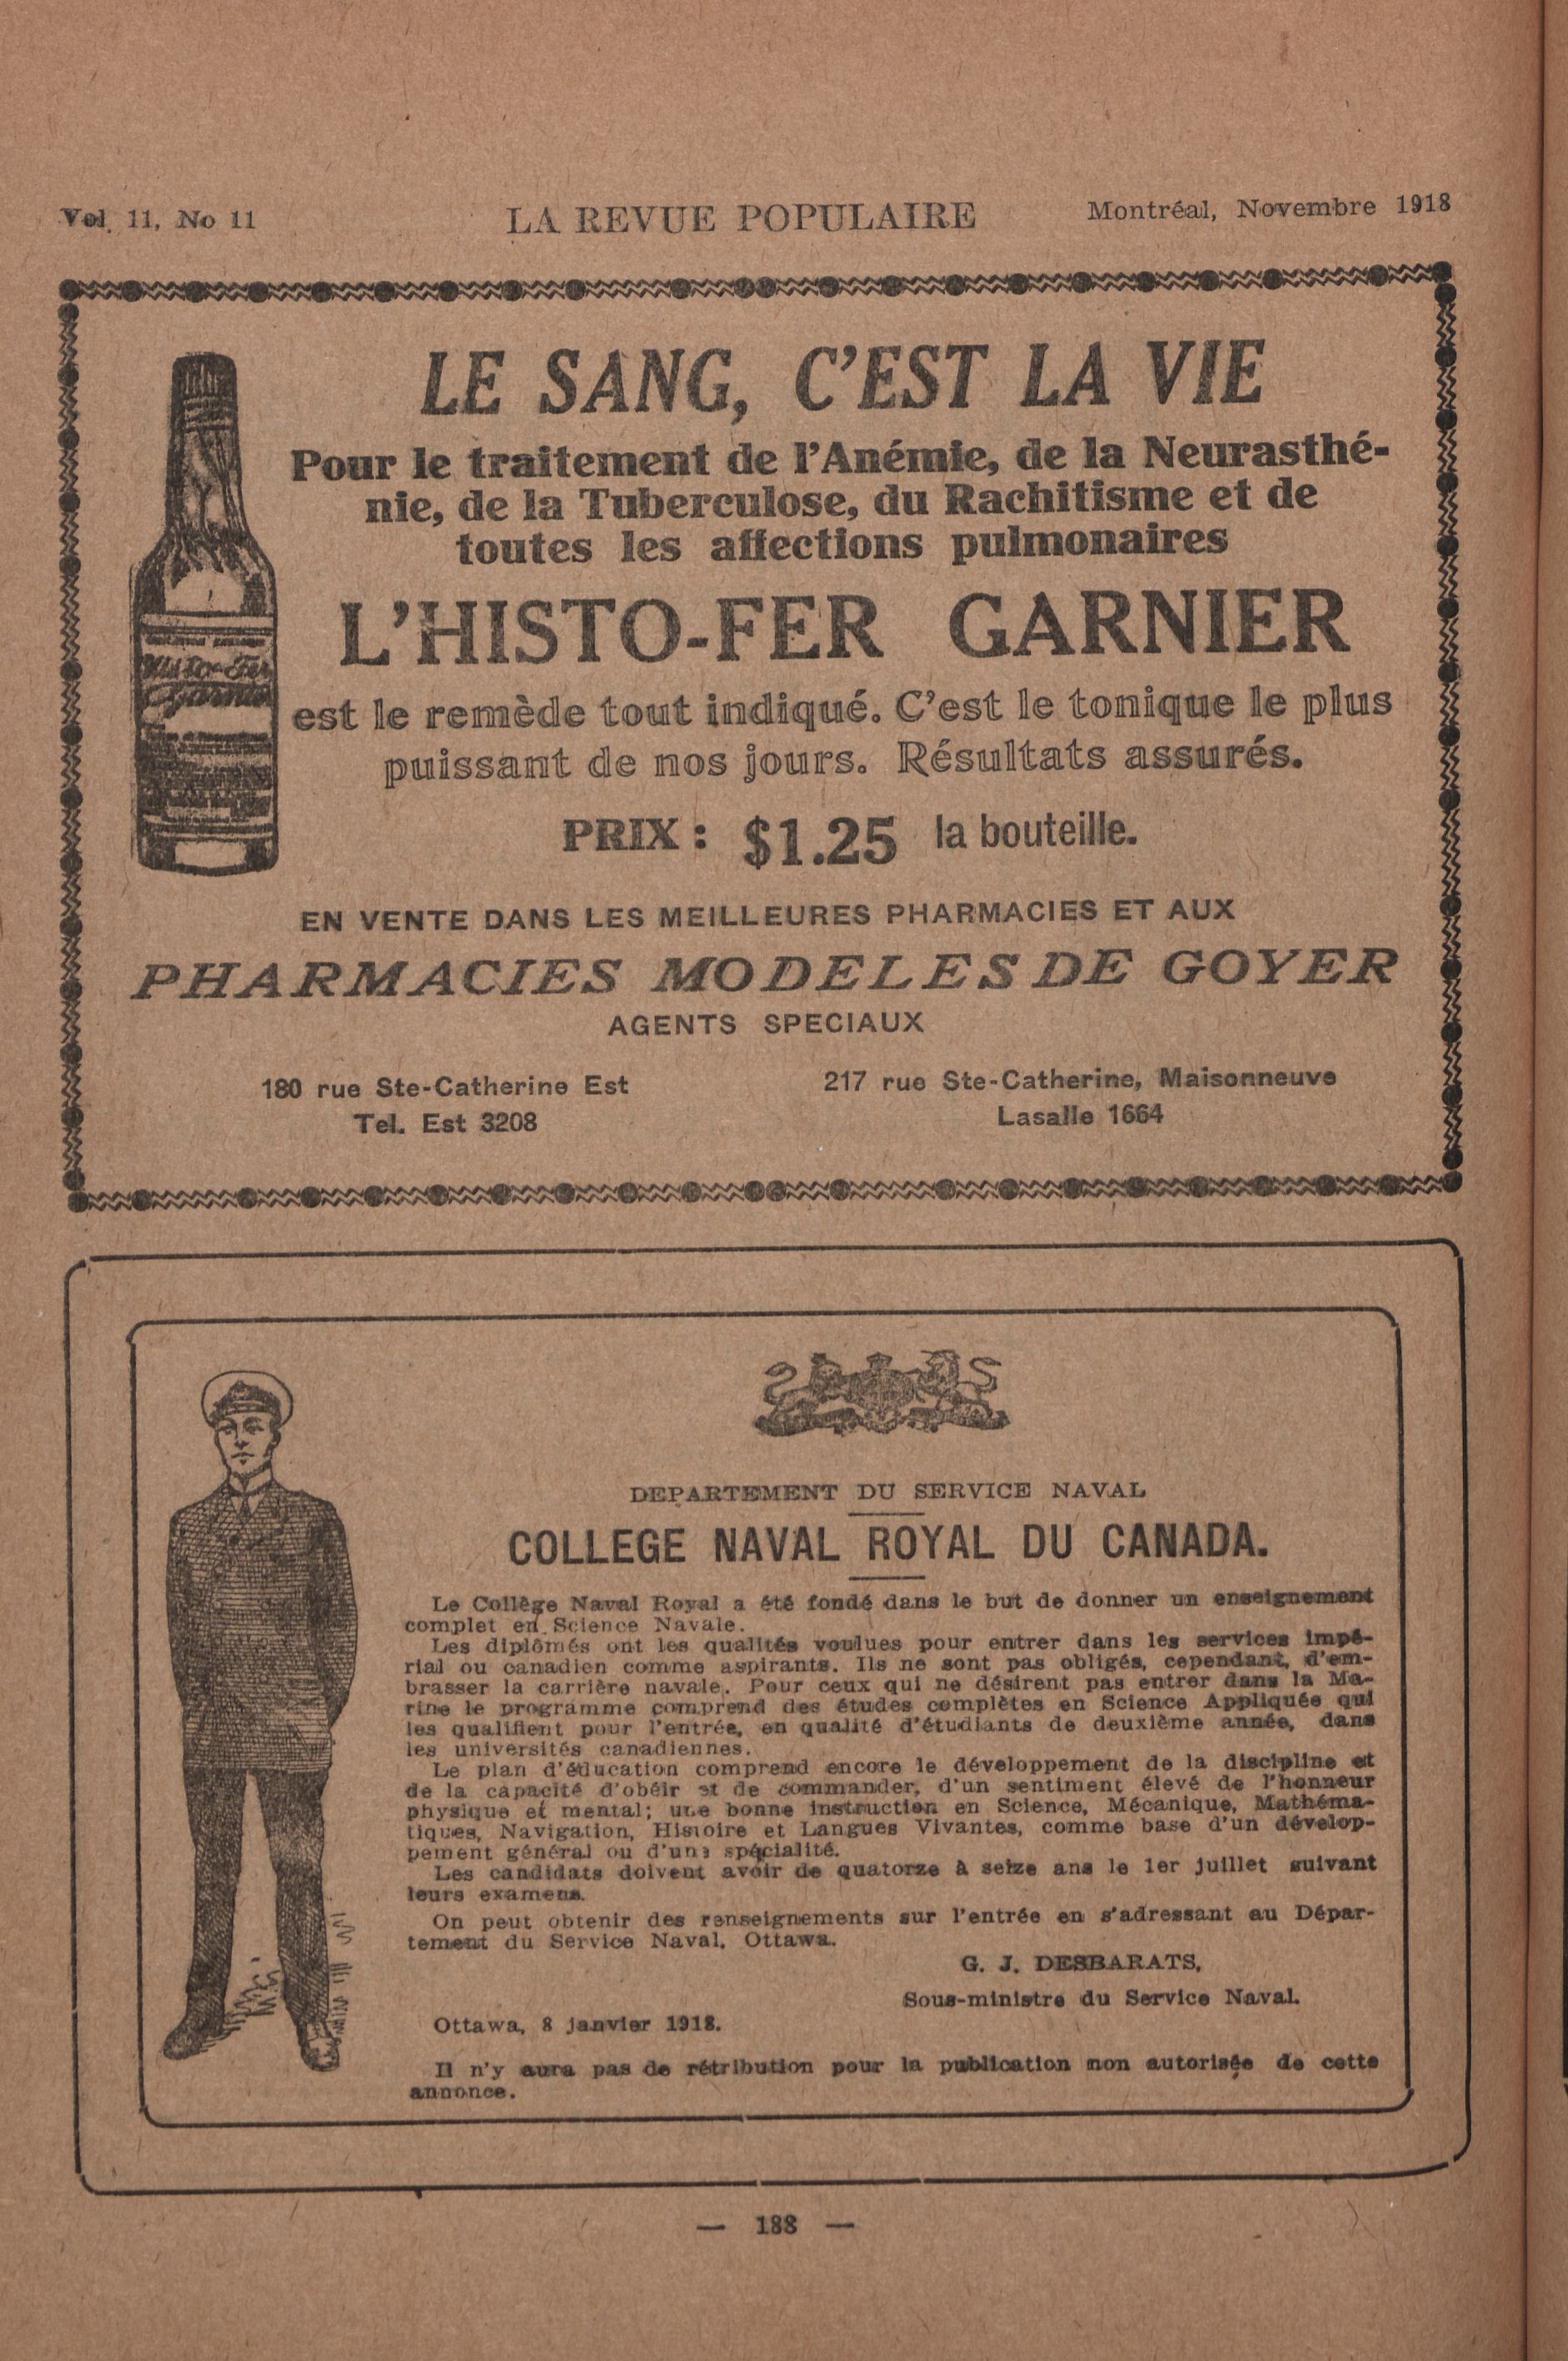 Vol. 11, No 11
LA REVUE POPULAIRE
Montréal, Novembre 1918
LE SANG, C'EST LA VIE
Pour le traitement de l'Anémie, de la Neurasthé-
nie, de la Tuberculose, du Rachitisme et de
toutes les affections pulmonaires
Histo-Fer
Garnier
L'HISTO-FER GARNIER
est le remède tout indiqué. C'est le tonique le plus
puissant de nos jours. Résultats assurés.
PRIX : $1.25 la bouteille.
EN VENTE DANS LES MEILLEURES PHARMACIES ET AUX
PHARMACIES MODELES DE GOYER
AGENTS SPECIAUX
180 rue Ste-Catherine Est
Tel. Est 3208
217 rue Ste-Catherine, Maisonneuve
Lasalle 1664
DEPARTEMENT DU SERVICE NAVAL
COLLEGE NAVAL ROYAL DU CANADA.
Le Collège Naval Royal a été fondé dans le but de donner un enseignement
complet en Science Navale.
Les diplômés ont les qualités voulues pour entrer dans les services impé-
rial ou canadien comme aspirants. Ils ne sont pas obligés, cependant, d'em-
brasser la carrière navale. Pour ceux qui ne désirent pas entrer dans la Ma-
rine le programme comprend des études complètes en Science Appliquée qui
les qualifient pour l'entrée, en qualité d'étudiants de deuxième année, dans
les universités canadiennes.
Le plan d'éducation comprend encore le développement de la discipline et
de la capacité d'obéir et de commander, d'un sentiment élevé de l'honneur
physique et mental; une bonne instruction en Science, Mécanique, Mathéma-
tiques, Navigation, Histoire et Langues Vivantes, comme base d'un dévelop-
pement général ou d'une spécialité.
Les candidats doivent avoir de quatorze à seize ans le 1er juillet suivant
leurs examens.
On peut obtenir des renseignements sur l'entrée en s'adressant au Dépar-
tement du Service Naval, Ottawa.
G. J. DESBARATS,
Sous-ministre du Service Naval.
Ottawa, 8 janvier 1918.
Il n'y aura pas de rétribution pour la publication non autorisée de cette
annonce.
— 188 —